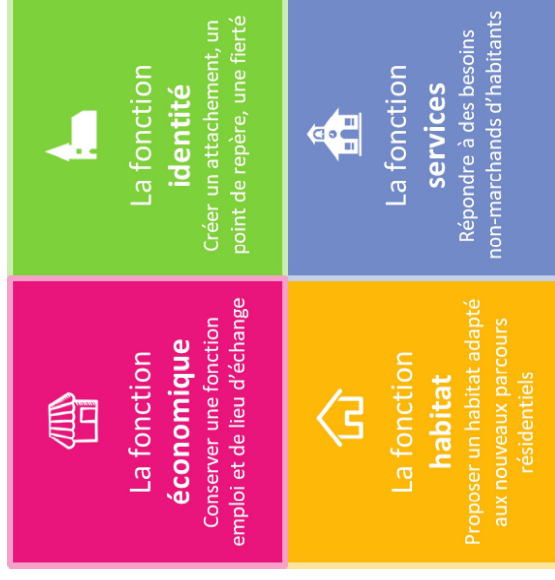 La fonction
économique
Conserver une fonction
emploi et de lieu d'échange
La fonction
identité
Créer un attachement, un
point de repère, une fierté
La fonction
habitat
Proposer un habitat adapté
aux nouveaux parcours
résidentiels
La fonction
services
Répondre à des besoins
non-marchands d'habitants